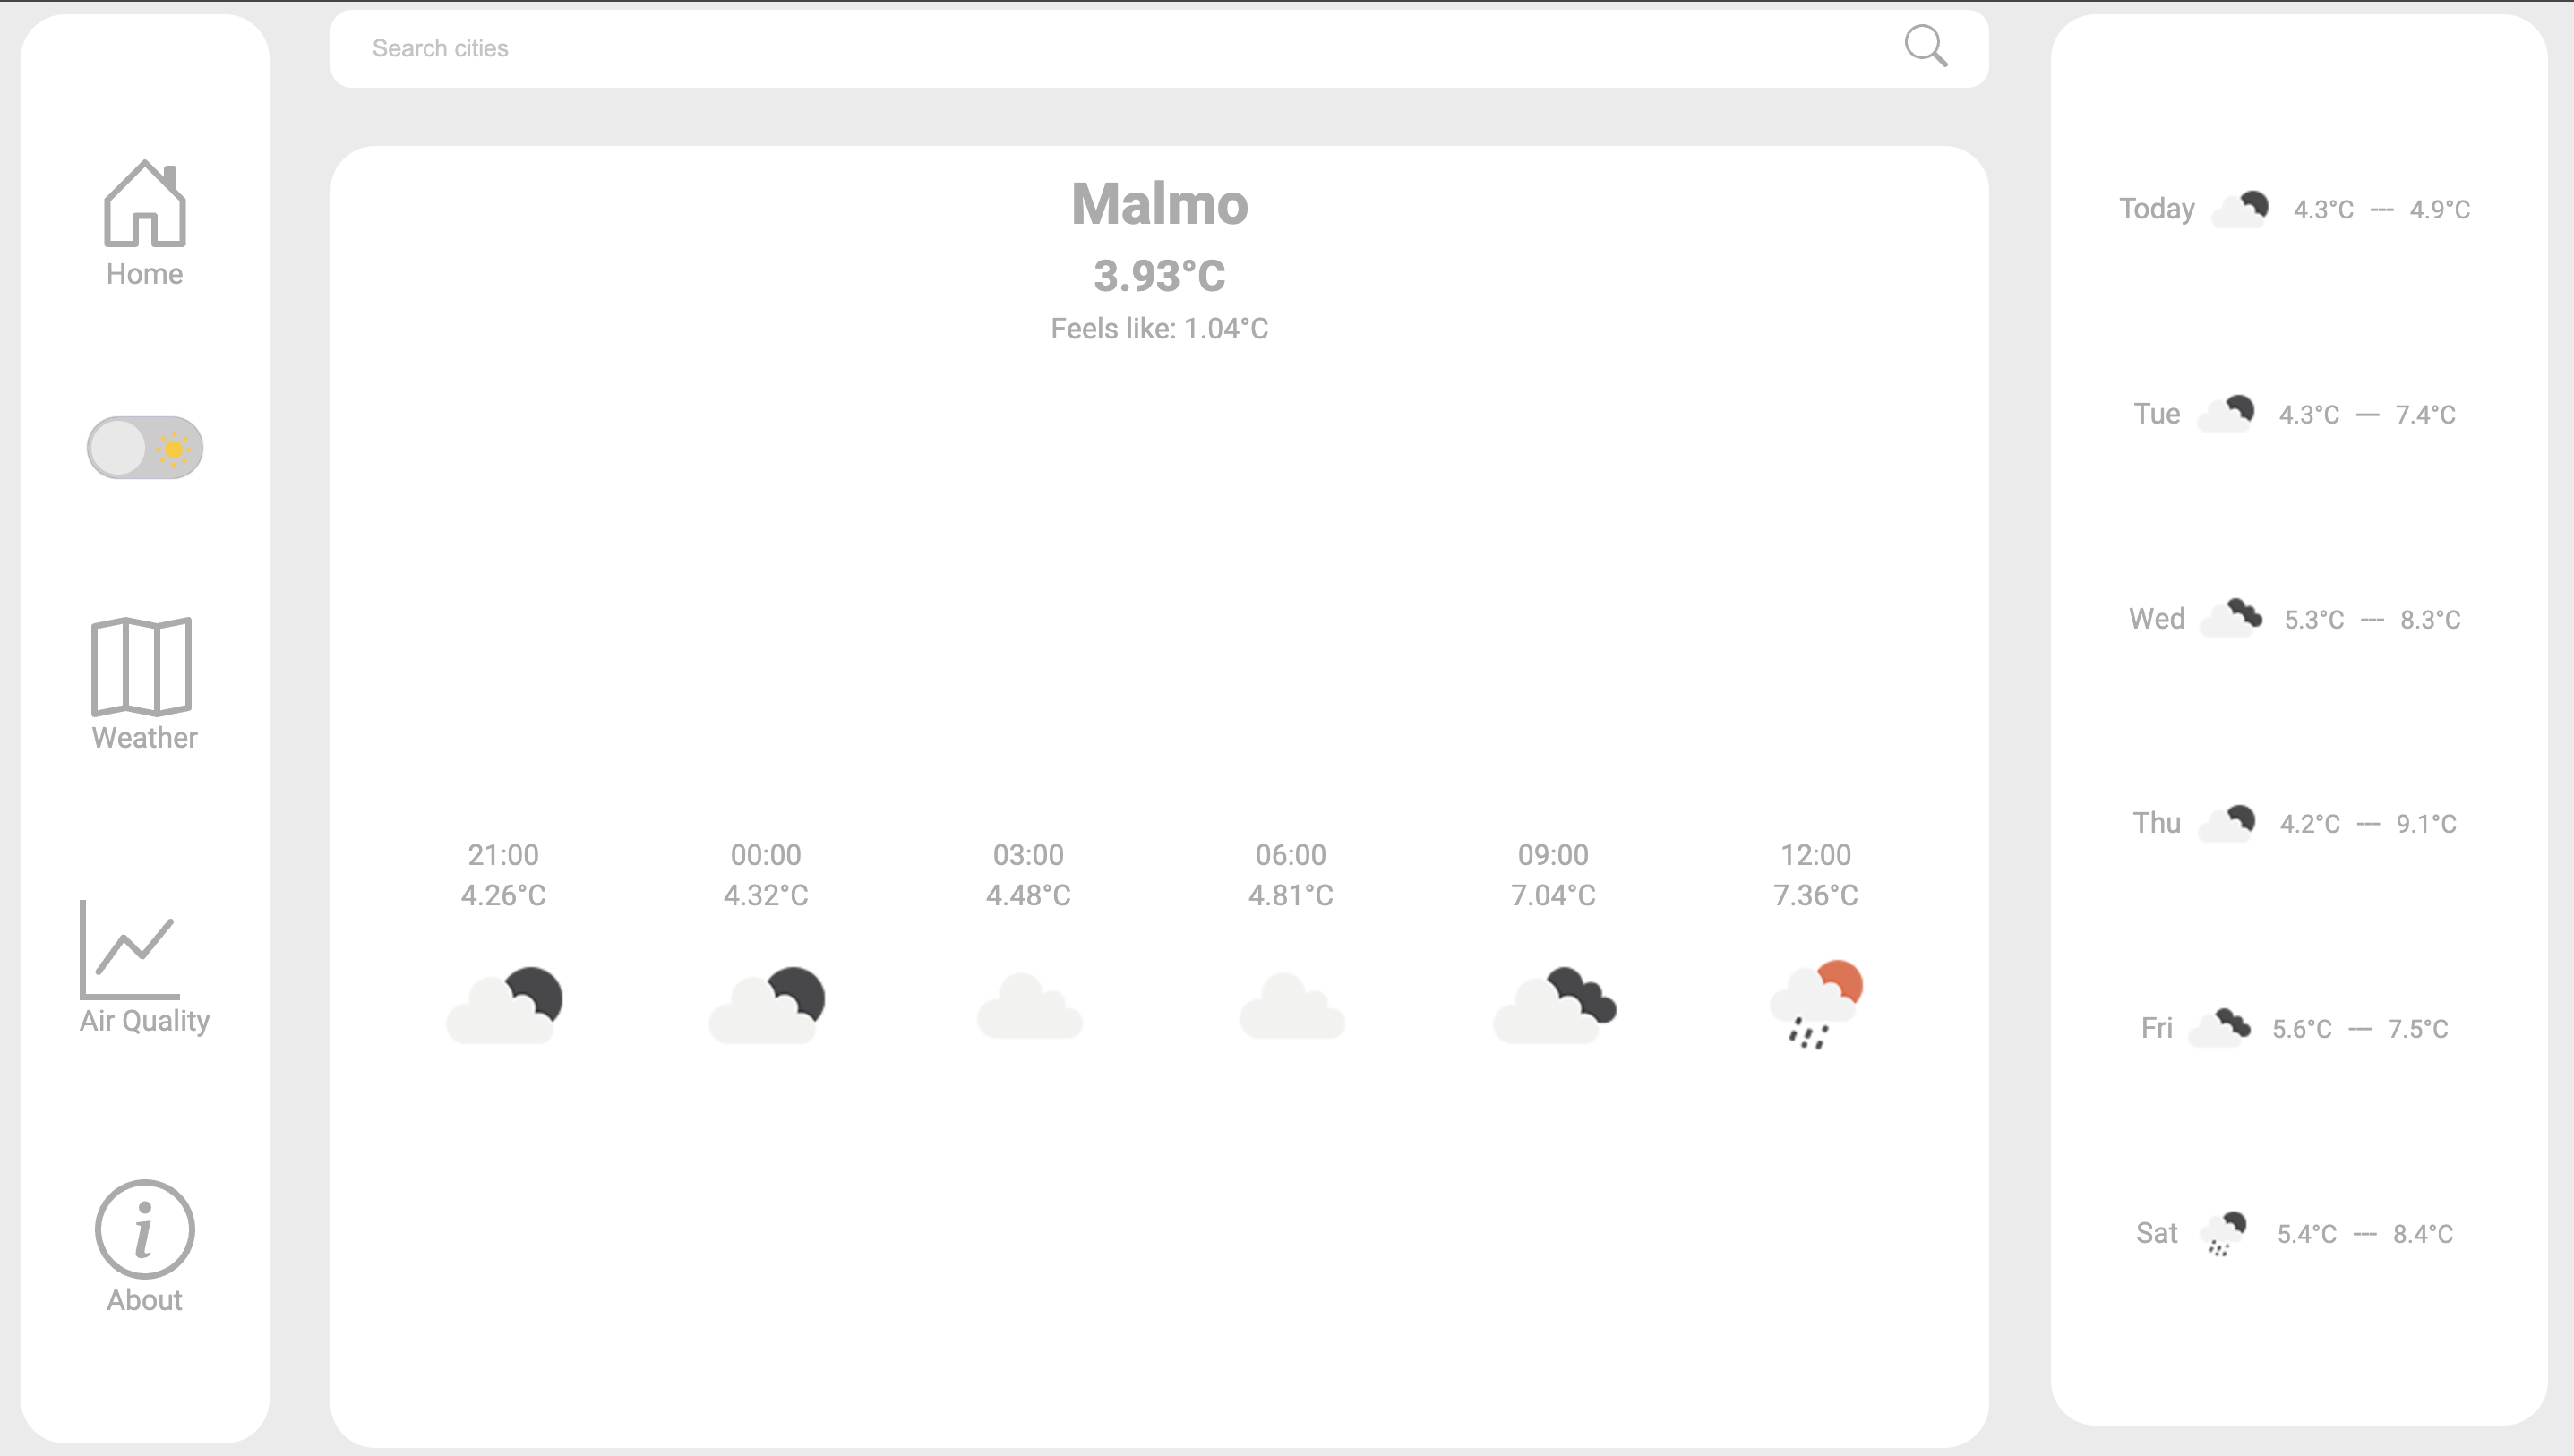 Search cities
Home
Weather
Air Quality
About
Malmo
3.93°C
Feels like: 1.04°C
21:00 00:00 03:00 06:00 09:00 12:00
4.26°C 4.32°C 4.48°C 4.81°C 7.04°C 7.36°C
Today 4.3°C --- 4.9°C
Tue 4.3°C --- 7.4°C
Wed 5.3°C --- 8.3°C
Thu 4.2°C --- 9.1°C
Fri 5.6°C --- 7.5°C
Sat 5.4°C --- 8.4°C